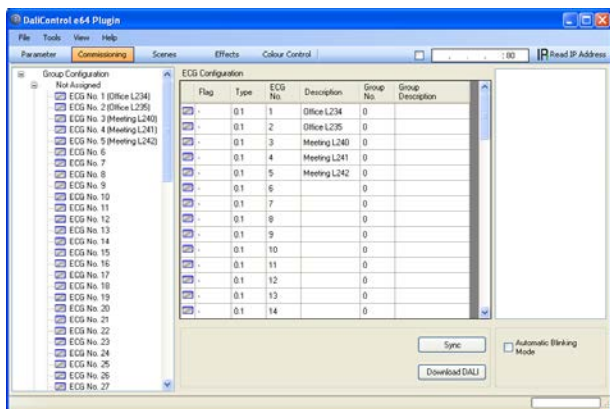 DaliControl e64 Plugin
File Tools View Help
Parameter Commissioning Scenes Effects Colour Control . . . :80 IP Read IP Address
Group Configuration
Not Assigned
ECG No. 1 (Office L234)
ECG No. 2 (Office L235)
ECG No. 3 (Meeting L240)
ECG No. 4 (Meeting L241)
ECG No. 5 (Meeting L242)
ECG No. 6
ECG No. 7
ECG No. 8
ECG No. 9
ECG No. 10
ECG No. 11
ECG No. 12
ECG No. 13
ECG No. 14
ECG No. 15
ECG No. 16
ECG No. 17
ECG No. 18
ECG No. 19
ECG No. 20
ECG No. 21
ECG No. 22
ECG No. 23
ECG No. 24
ECG No. 25
ECG No. 26
ECG No. 27
ECG Configuration
Flag Type ECG No. Description Group No. Group Description
- 0.1 1 Office L234 0
- 0.1 2 Office L235 0
- 0.1 3 Meeting L240 0
- 0.1 4 Meeting L241 0
- 0.1 5 Meeting L242 0
- 0.1 6 0
- 0.1 7 0
- 0.1 8 0
- 0.1 9 0
- 0.1 10 0
- 0.1 11 0
- 0.1 12 0
- 0.1 13 0
- 0.1 14 0
Sync
Download DALI
Automatic Blinking
Mode